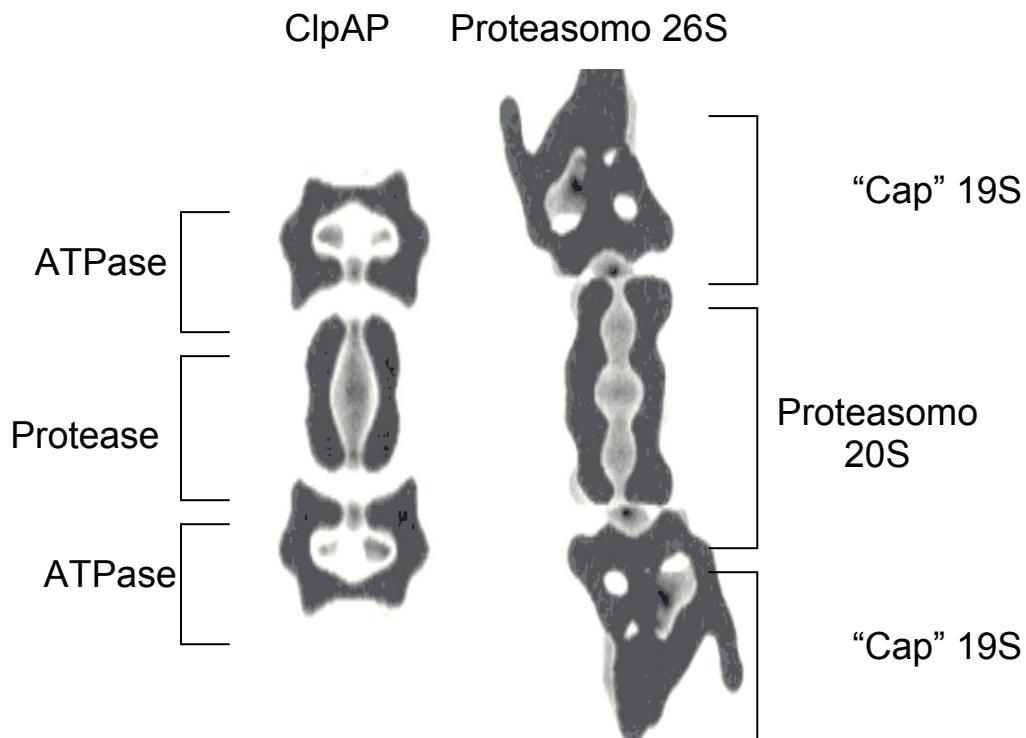 ClpAP
Proteasomo 26S
ATPase
Protease
ATPase
“Cap” 19S
Proteasomo
20S
“Cap” 19S